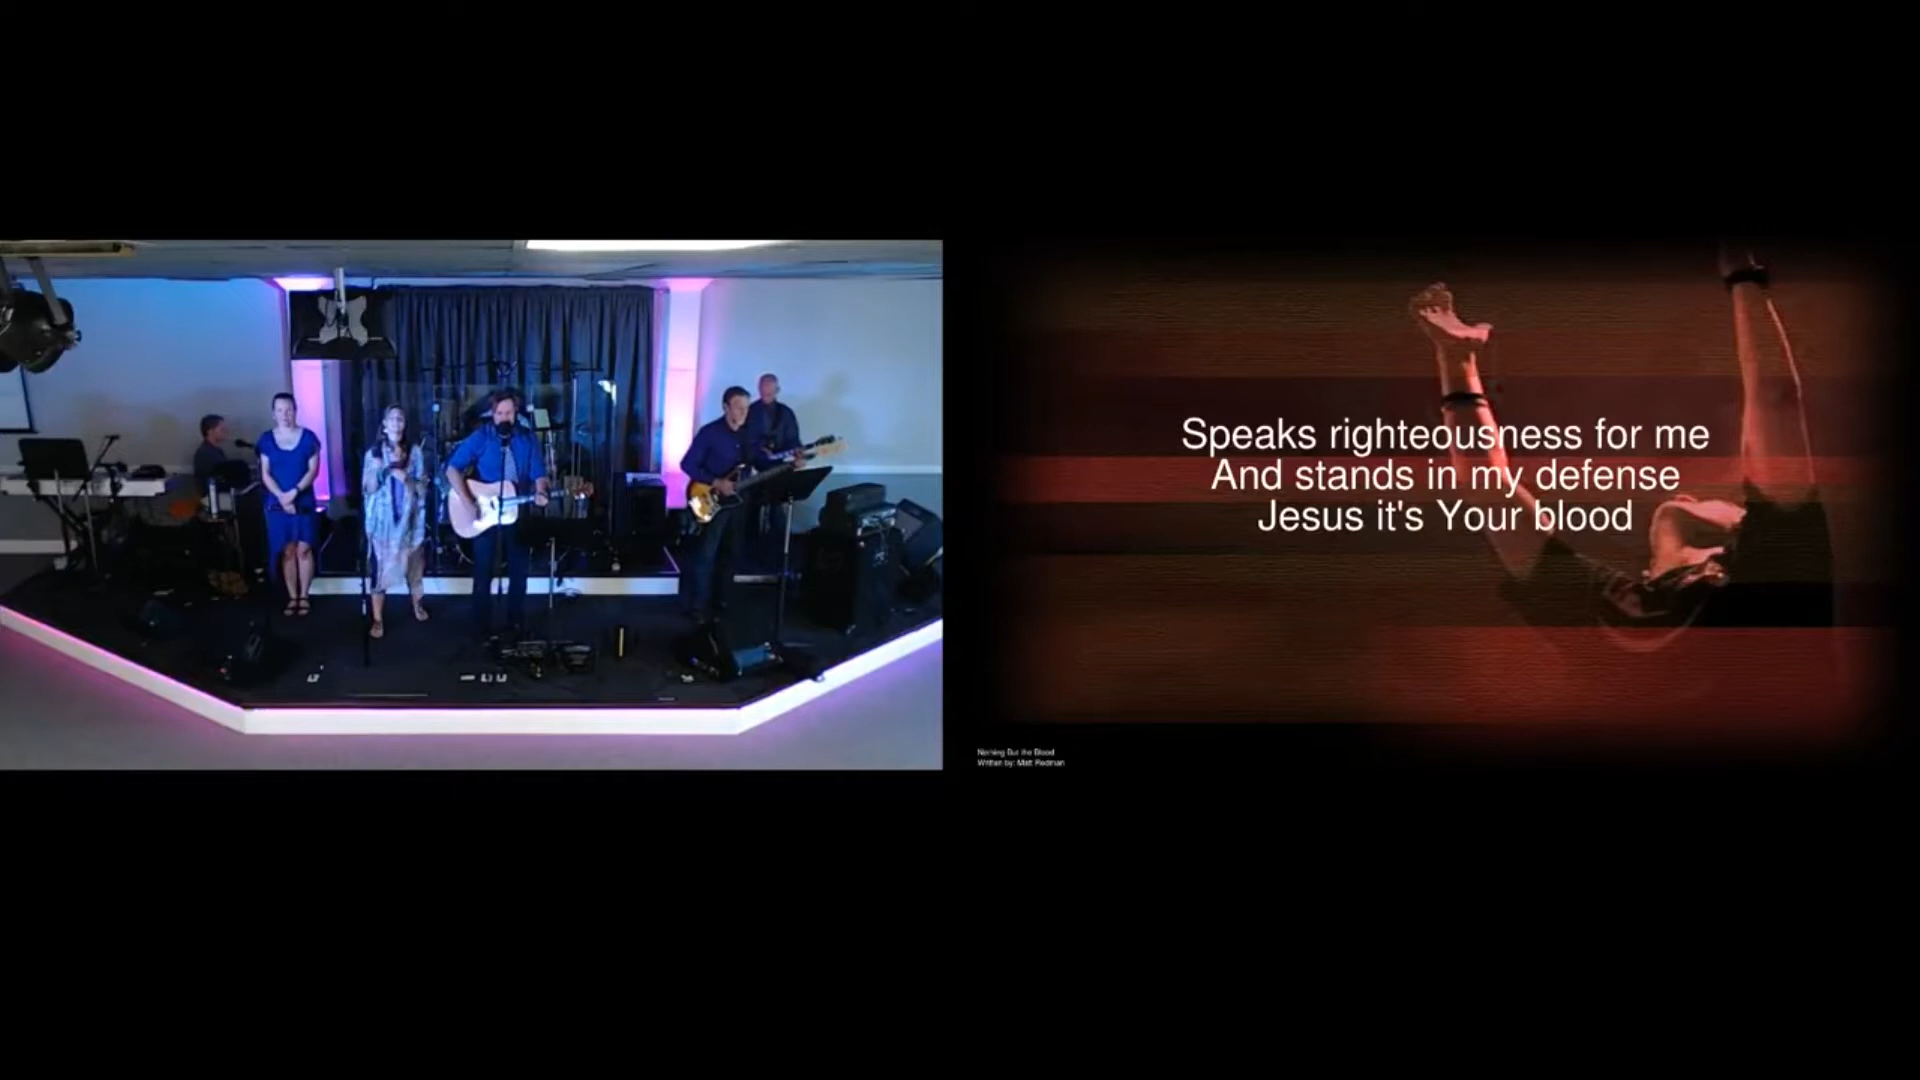 Speaks righteousness for me
And stands in my defense
Jesus it's Your blood
Nothing But the Blood
Written by: Matt Redman